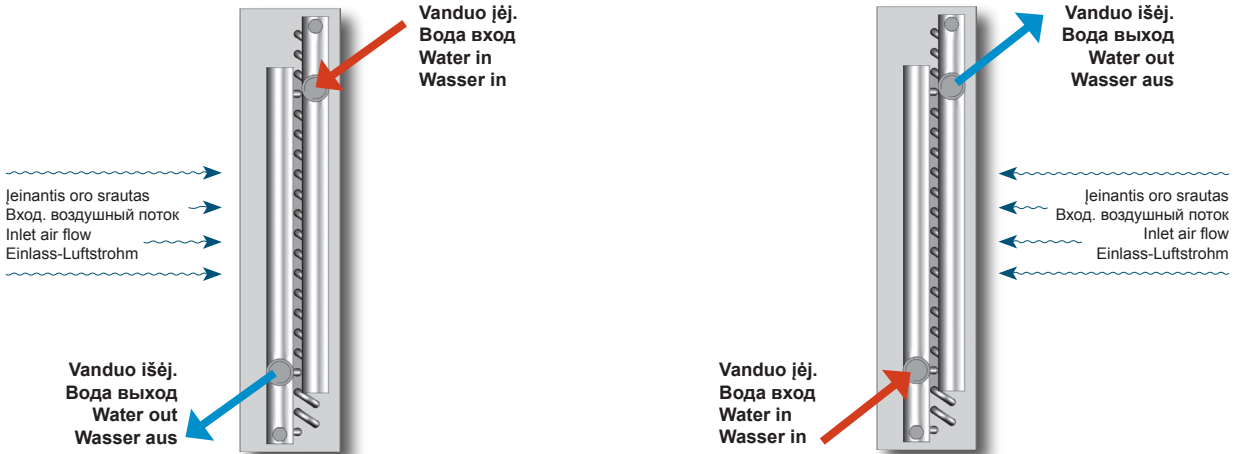 Vanduo įėj.
Вода вход
Water in
Wasser in
Įeinantis oro srautas
Вход. воздушный поток
Inlet air flow
Einlass-Luftstrohm
Vanduo išėj.
Вода выход
Water out
Wasser aus
Vanduo išėj.
Вода выход
Water out
Wasser aus
Įeinantis oro srautas
Вход. воздушный поток
Inlet air flow
Einlass-Luftstrohm
Vanduo įėj.
Вода вход
Water in
Wasser in